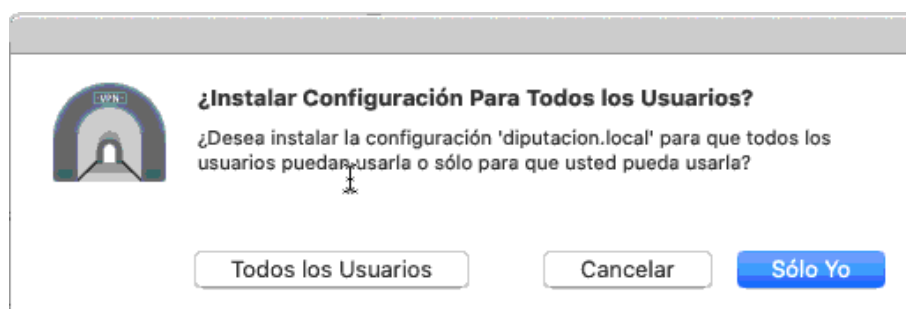 -VPN-
¿Instalar Configuración Para Todos los Usuarios?
¿Desea instalar la configuración 'diputacion.local' para que todos los
usuarios puedan usarla o sólo para que usted pueda usarla?
Todos los Usuarios
Cancelar
Sólo Yo